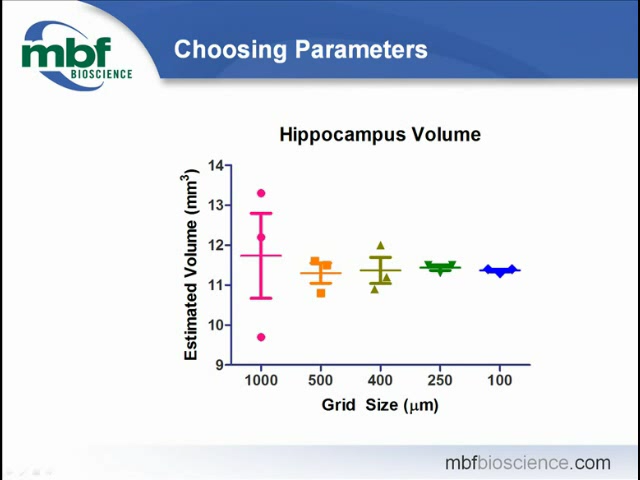 mbf
BIOSCIENCE
Choosing Parameters
Hippocampus Volume
Estimated Volume (mm³)
14
13
12
11
10
9
1000 500 400 250 100
Grid Size (μm)
mbfbioscience.com